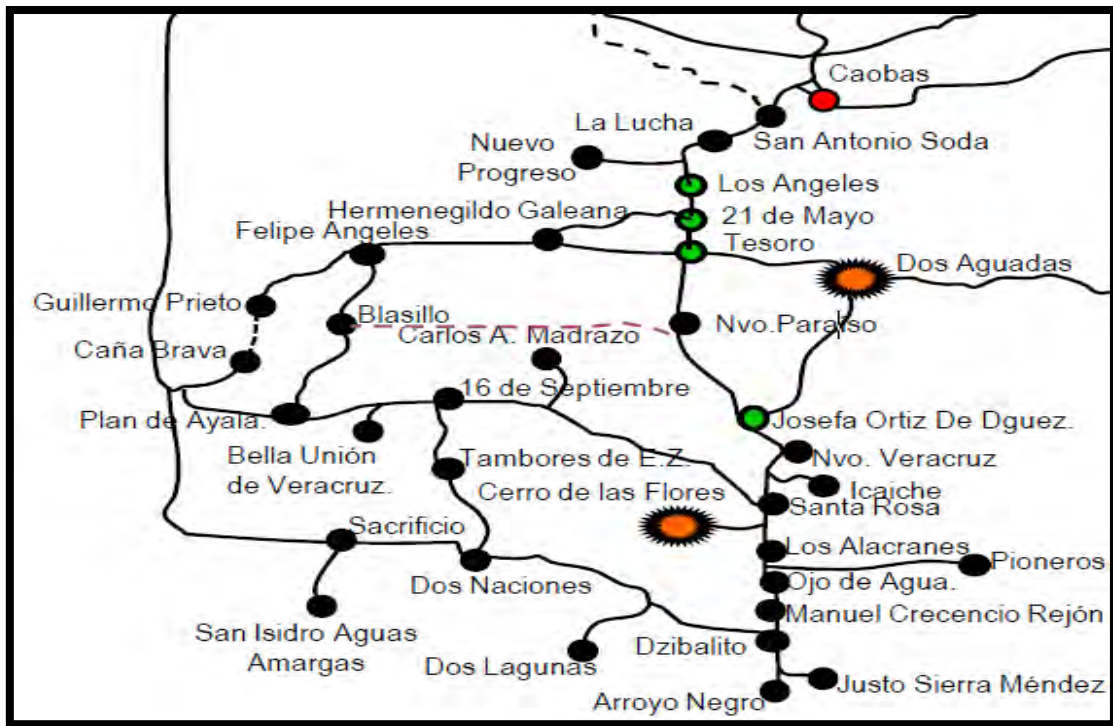 Caobas
La Lucha
San Antonio Soda
Nuevo
Progreso
Los Angeles
Hermenegildo Galeana
21 de Mayo
Felipe Angeles
Tesoro
Dos Aguadas
Guillermo Prieto
Blasillo
Nvo.Paraíso
Carlos A. Madrazo
Caña Brava
16 de Septiembre
Plan de Ayala.
Josefa Ortiz De Dguez.
Bella Unión
de Veracruz.
Tambores de E.Z.
Nvo. Veracruz
Cerro de las Flores
Icaiche
Santa Rosa
Sacrificio
Los Alacranes
Pioneros
Dos Naciones
Ojo de Agua.
Manuel Crecencio Rejón
San Isidro Aguas
Amargas
Dos Lagunas
Dzibalito
Justo Sierra Méndez
Arroyo Negro